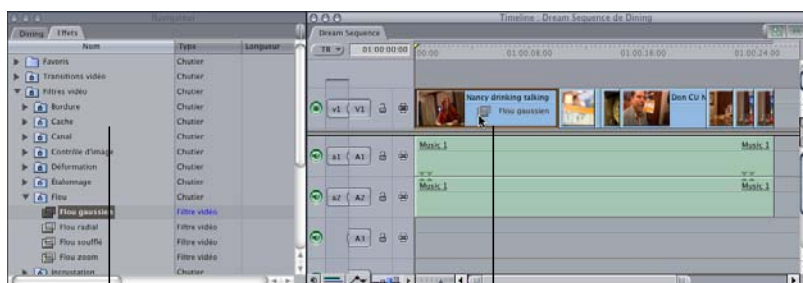 Navigateur
Dining Effets
Nom Type Longueur
Favoris Chutier
Transitions vidéo Chutier
Filtres vidéo Chutier
Bordure Chutier
Cache Chutier
Canal Chutier
Contrôle d'image Chutier
Déformation Chutier
Étalonnage Chutier
Flou Chutier
Flou gaussien Filtre vidéo
Flou radial Filtre vidéo
Flou soufflé Filtre vidéo
Flou zoom Filtre vidéo
Incrustation Chutier
Timeline : Dream Sequence de Dining
Dream Sequence
TR 01:00:00:00 00:00 01:00:08:00 01:00:16:00 01:00:24:00
v1 V1 Nancy drinking talking Don CU N
Flou gaussien
a1 A1 Music 1 Music 1
a2 A2 Music 1 Music 1
A3